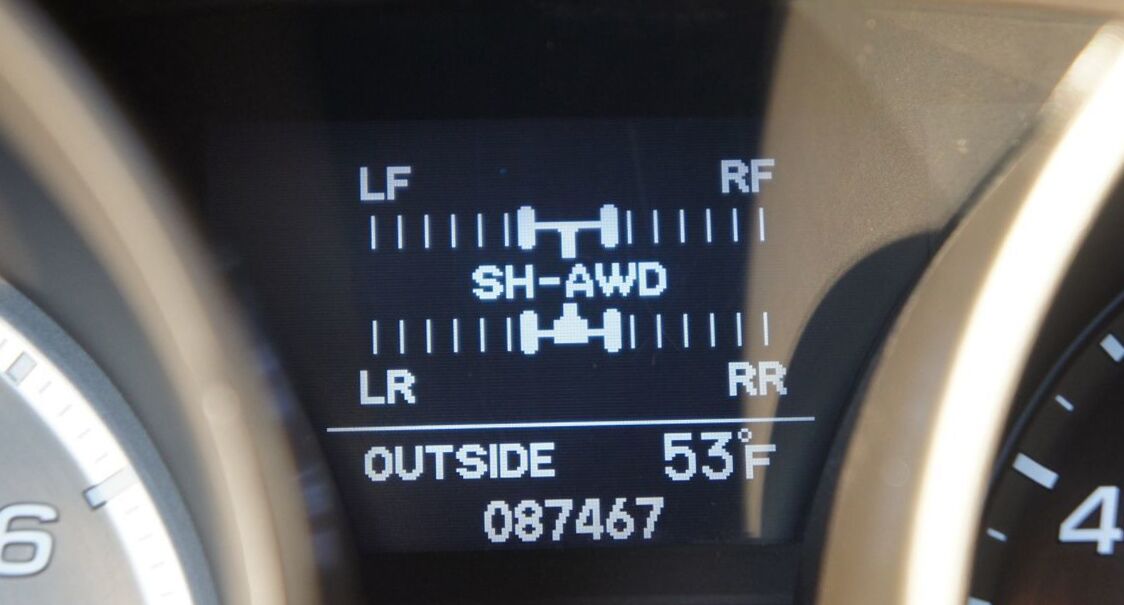 LF RF
SH-AWD
LR RR
OUTSIDE 53°F
087467
6
4